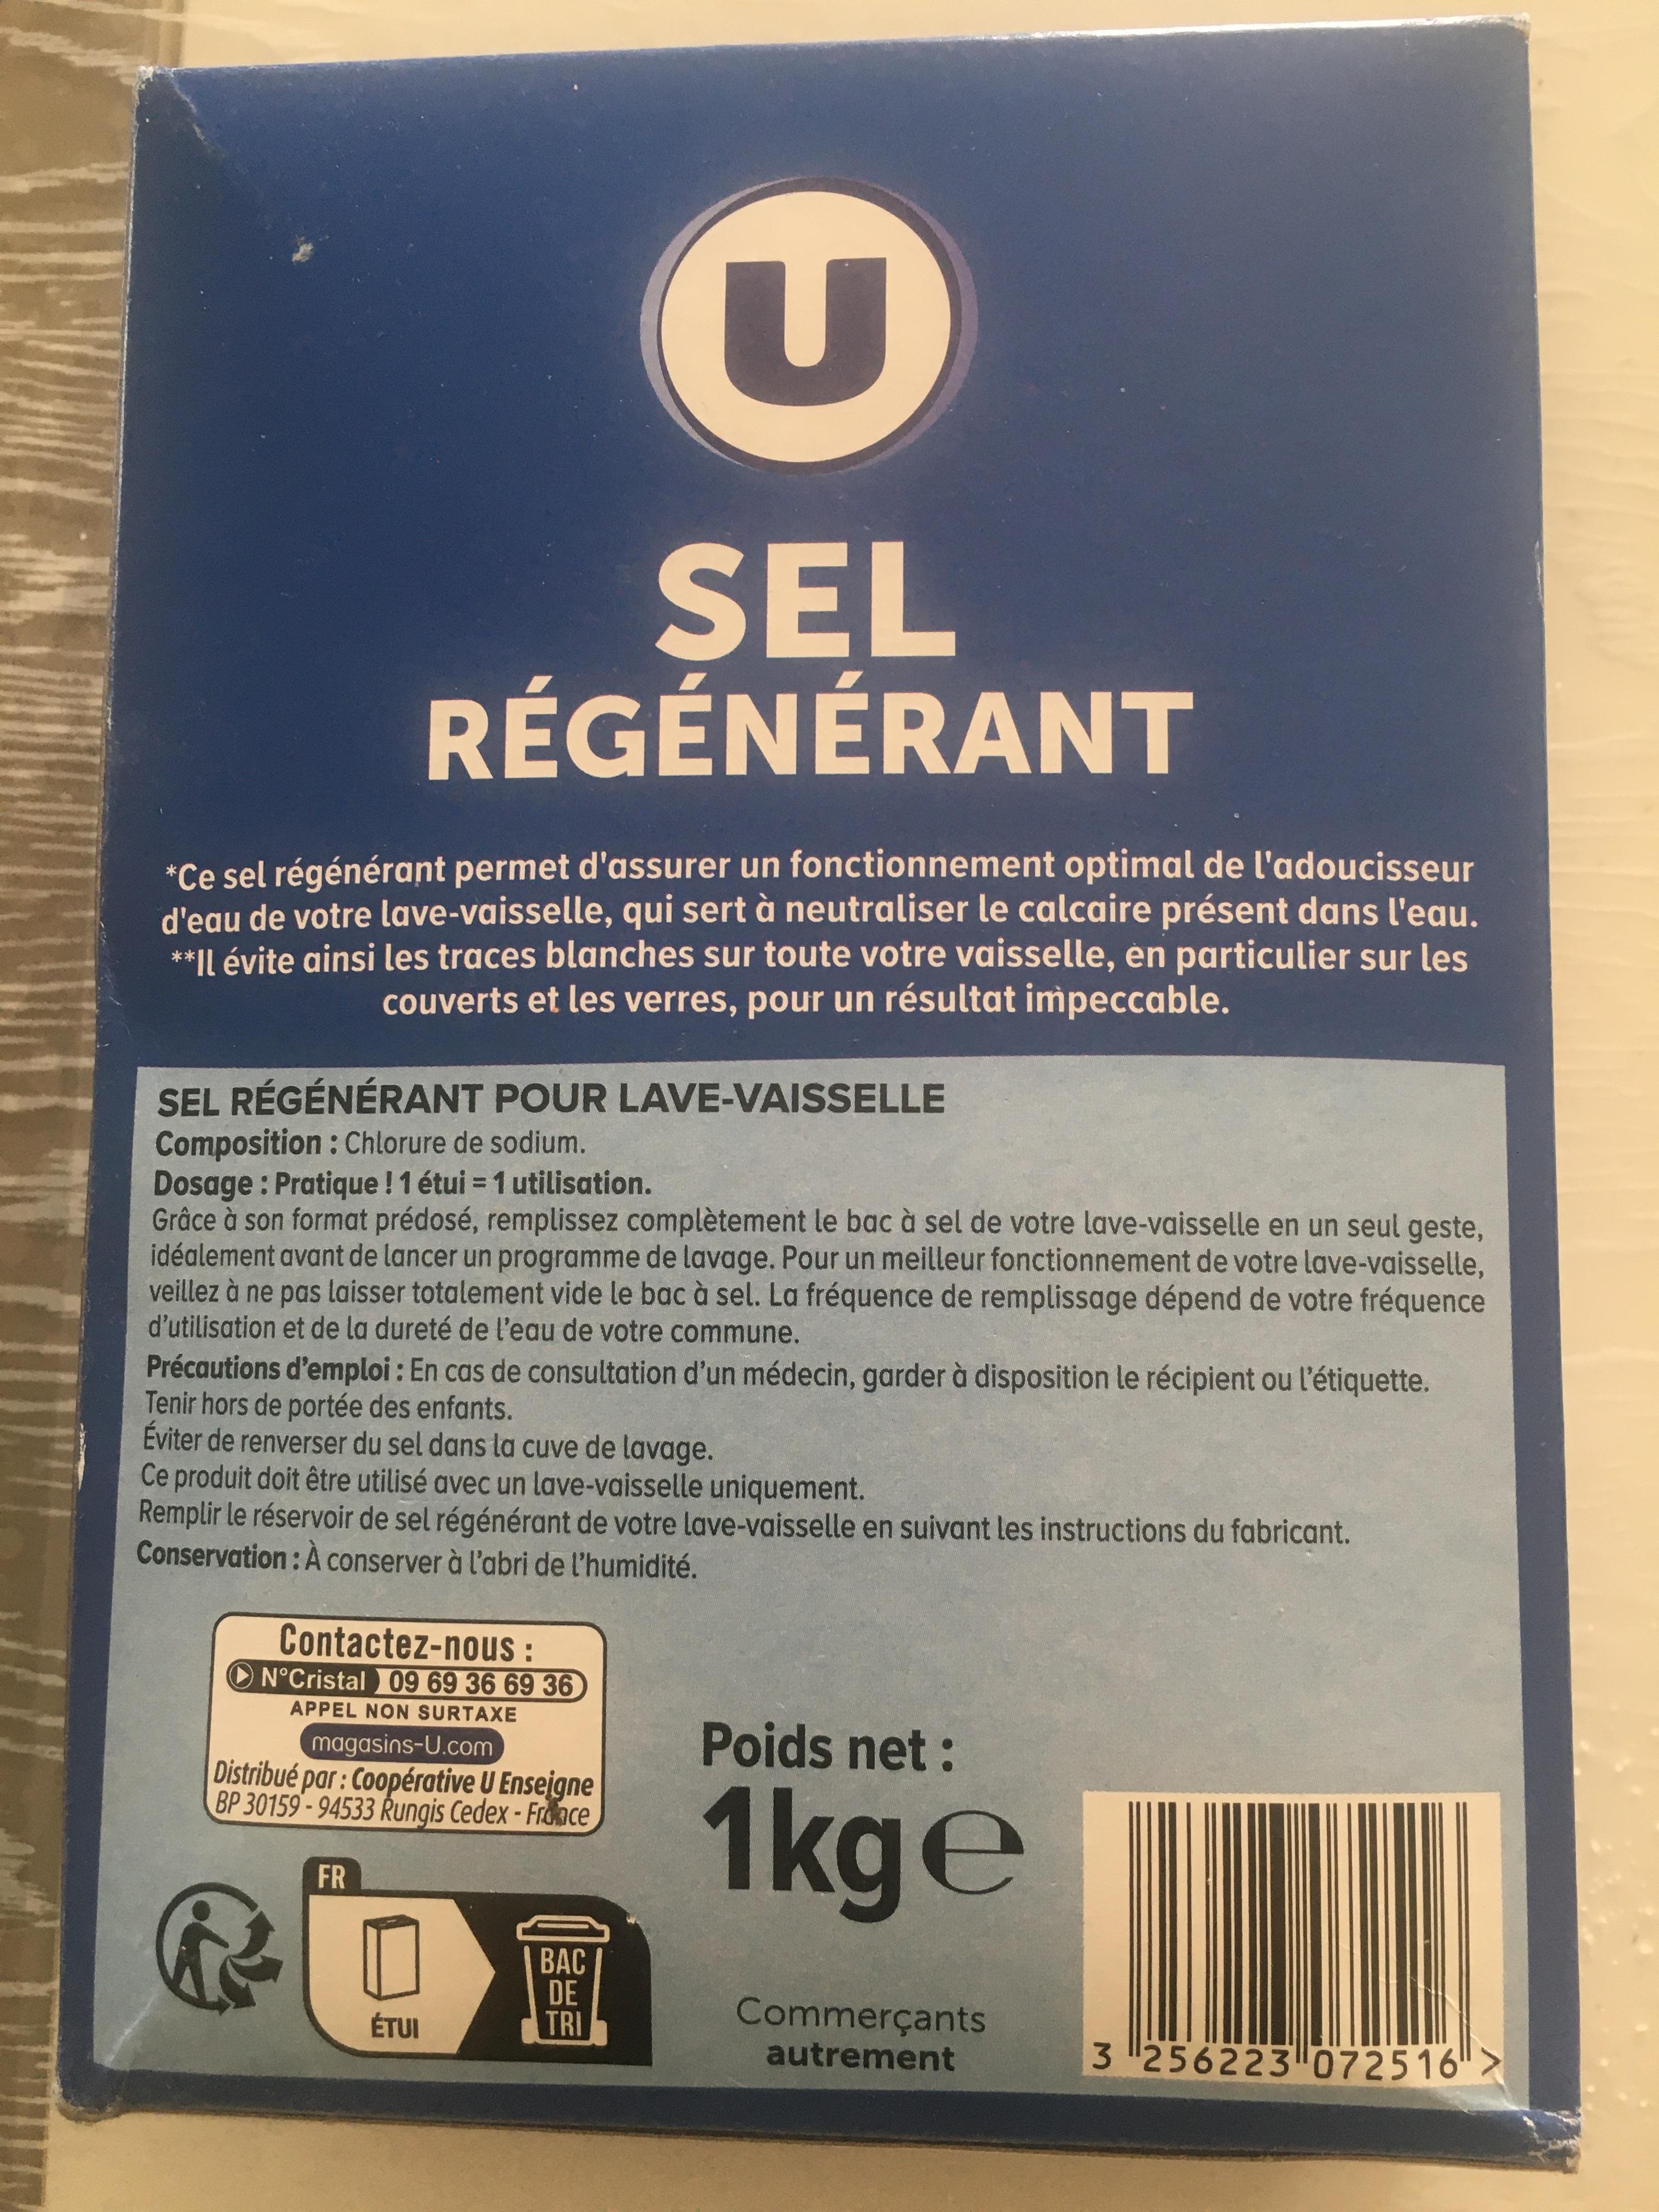 U
SEL
RÉGÉNÉRANT
*Ce sel régénérant permet d'assurer un fonctionnement optimal de l'adoucisseur
d'eau de votre lave-vaisselle, qui sert à neutraliser le calcaire présent dans l'eau.
**Il évite ainsi les traces blanches sur toute votre vaisselle, en particulier sur les
couverts et les verres, pour un résultat impeccable.
SEL RÉGÉNÉRANT POUR LAVE-VAISSELLE
Composition : Chlorure de sodium.
Dosage : Pratique ! 1 étui = 1 utilisation.
Grâce à son format prédosé, remplissez complètement le bac à sel de votre lave-vaisselle en un seul geste,
idéalement avant de lancer un programme de lavage. Pour un meilleur fonctionnement de votre lave-vaisselle,
veillez à ne pas laisser totalement vide le bac à sel. La fréquence de remplissage dépend de votre fréquence
d'utilisation et de la dureté de l'eau de votre commune.
Précautions d'emploi : En cas de consultation d'un médecin, garder à disposition le récipient ou l'étiquette.
Tenir hors de portée des enfants.
Éviter de renverser du sel dans la cuve de lavage.
Ce produit doit être utilisé avec un lave-vaisselle uniquement.
Remplir le réservoir de sel régénérant de votre lave-vaisselle en suivant les instructions du fabricant.
Conservation : À conserver à l'abri de l'humidité.
Contactez-nous :
N°Cristal 09 69 36 69 36
APPEL NON SURTAXE
magasins-U.com
Distribué par : Coopérative U Enseigne
BP 30159 - 94533 Rungis Cedex - France
Poids net :
1kg e
FR
ÉTUI
BAC
DE
TRI
Commerçants
autrement
3 256223 072516 >